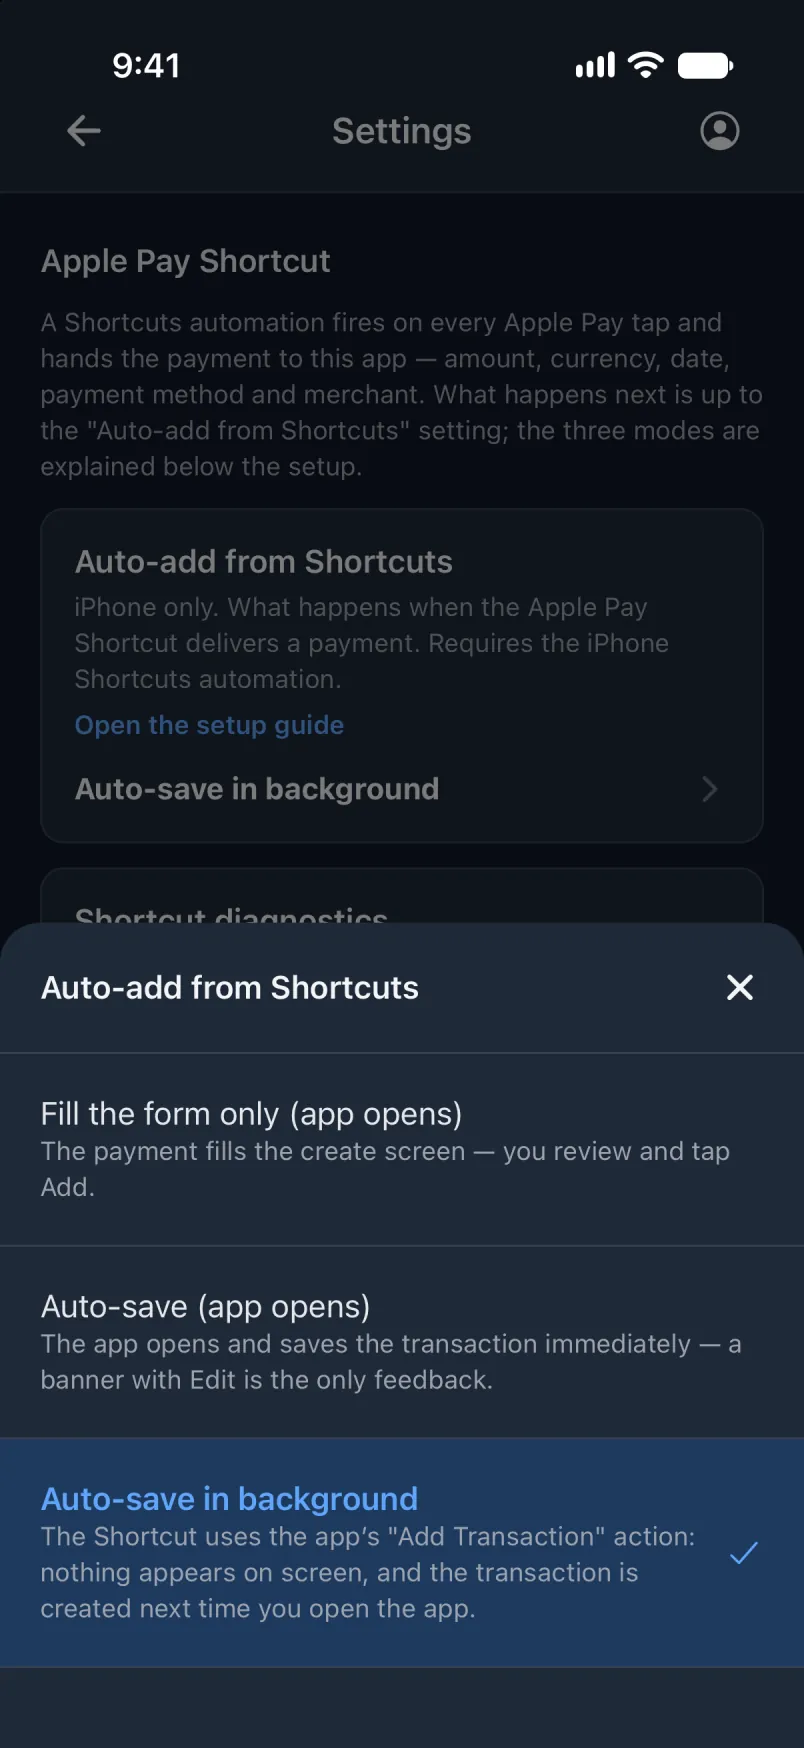 9:41
Settings
Apple Pay Shortcut
A Shortcuts automation fires on every Apple Pay tap and
hands the payment to this app — amount, currency, date,
payment method and merchant. What happens next is up to
the "Auto-add from Shortcuts" setting; the three modes are
explained below the setup.
Auto-add from Shortcuts
iPhone only. What happens when the Apple Pay
Shortcut delivers a payment. Requires the iPhone
Shortcuts automation.
Open the setup guide
Auto-save in background
Shortcut diagnostics
Auto-add from Shortcuts
Fill the form only (app opens)
The payment fills the create screen — you review and tap
Add.
Auto-save (app opens)
The app opens and saves the transaction immediately — a
banner with Edit is the only feedback.
Auto-save in background
The Shortcut uses the app’s "Add Transaction" action:
nothing appears on screen, and the transaction is
created next time you open the app.